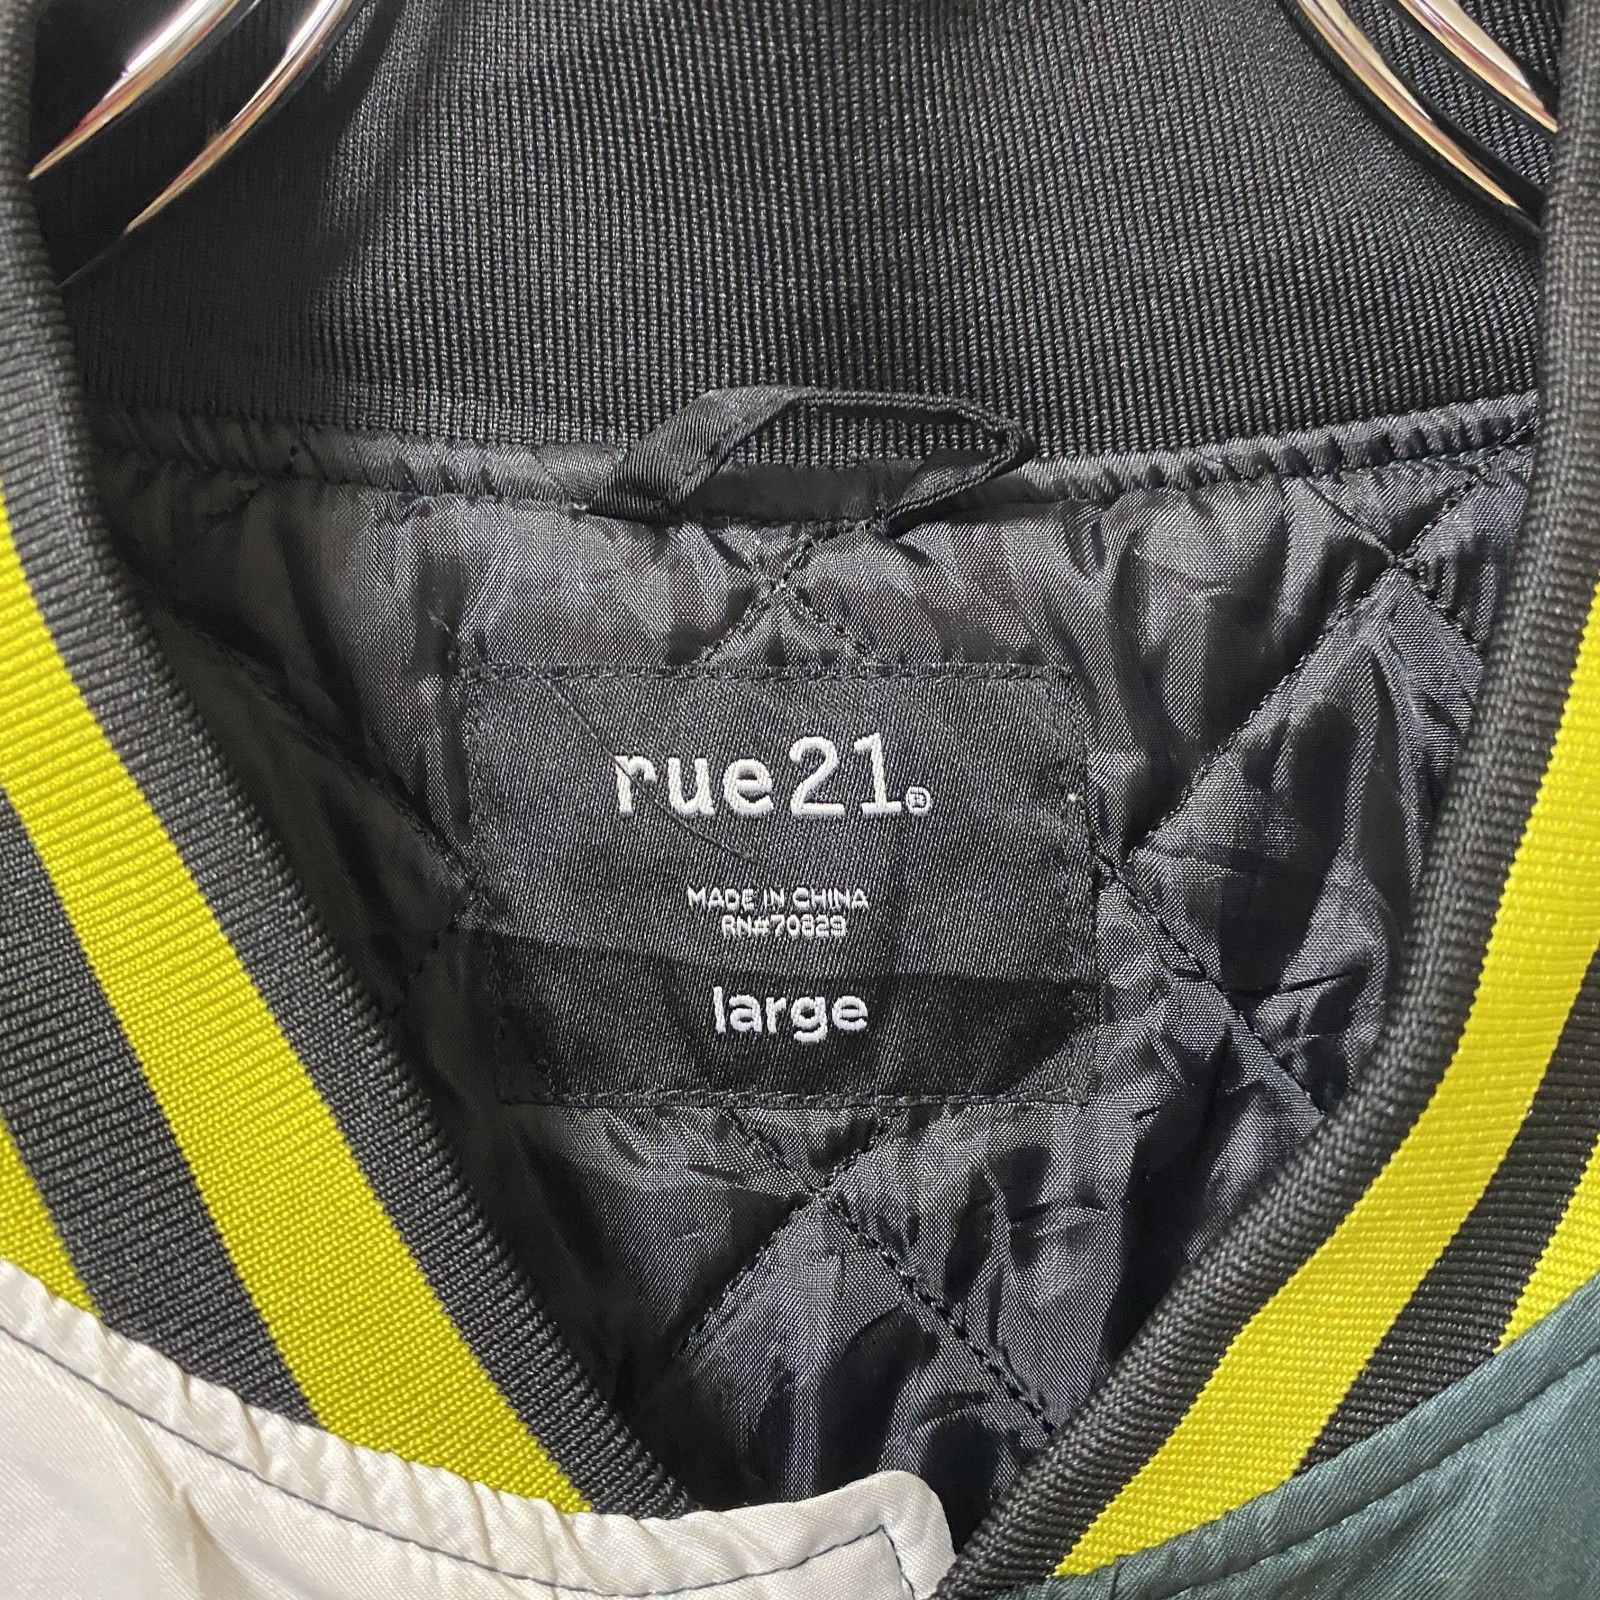 rue21®
MADE IN CHINA
RN#70829
large